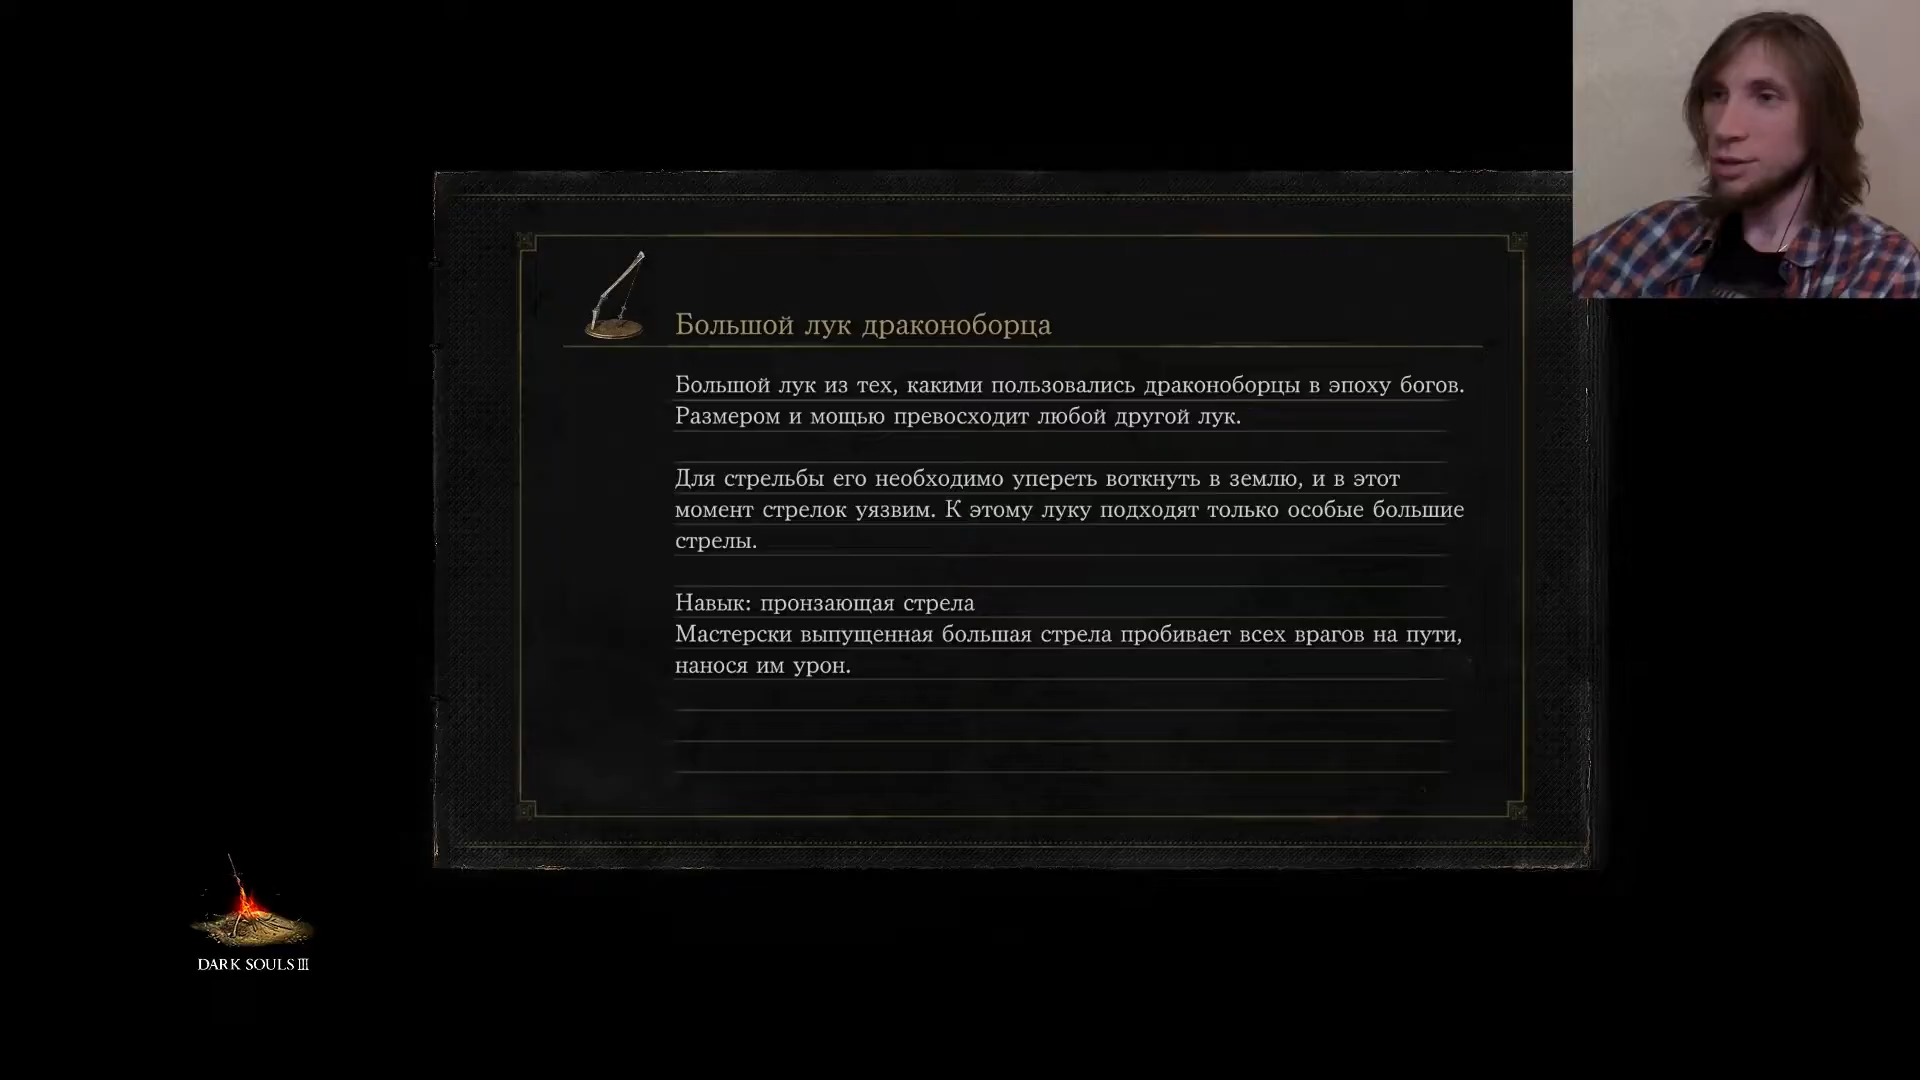 Большой лук драконоборца
Большой лук из тех, какими пользовались драконоборцы в эпоху богов.
Размером и мощью превосходит любой другой лук.
Для стрельбы его необходимо упереть воткнуть в землю, и в этот
момент стрелок уязвим. К этому луку подходят только особые большие
стрелы.
Навык: пронзающая стрела
Мастерски выпущенная большая стрела пробивает всех врагов на пути,
нанося им урон.
DARK SOULS III